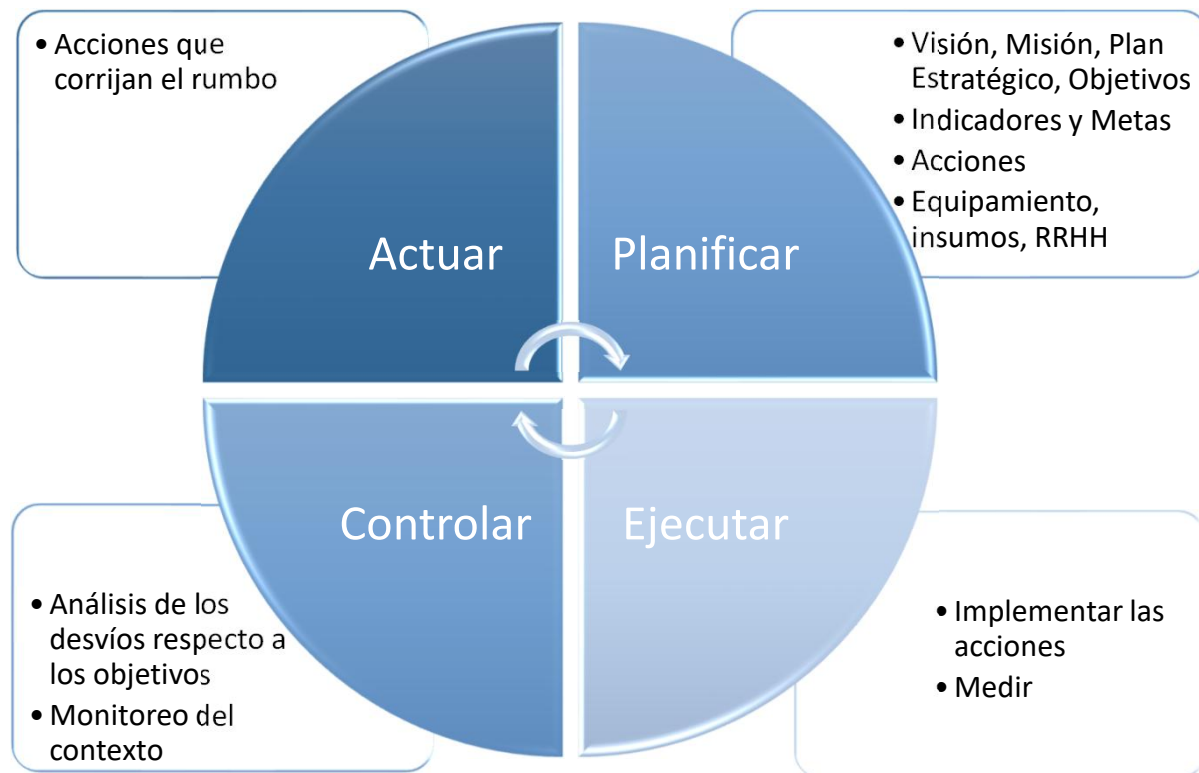 • Acciones que
corrijan el rumbo
• Visión, Misión, Plan
Estratégico, Objetivos
• Indicadores y Metas
• Acciones
• Equipamiento,
insumos, RRHH
Actuar
Planificar
Controlar
Ejecutar
• Análisis de los
desvíos respecto a
los objetivos
• Monitoreo del
contexto
• Implementar las
acciones
• Medir